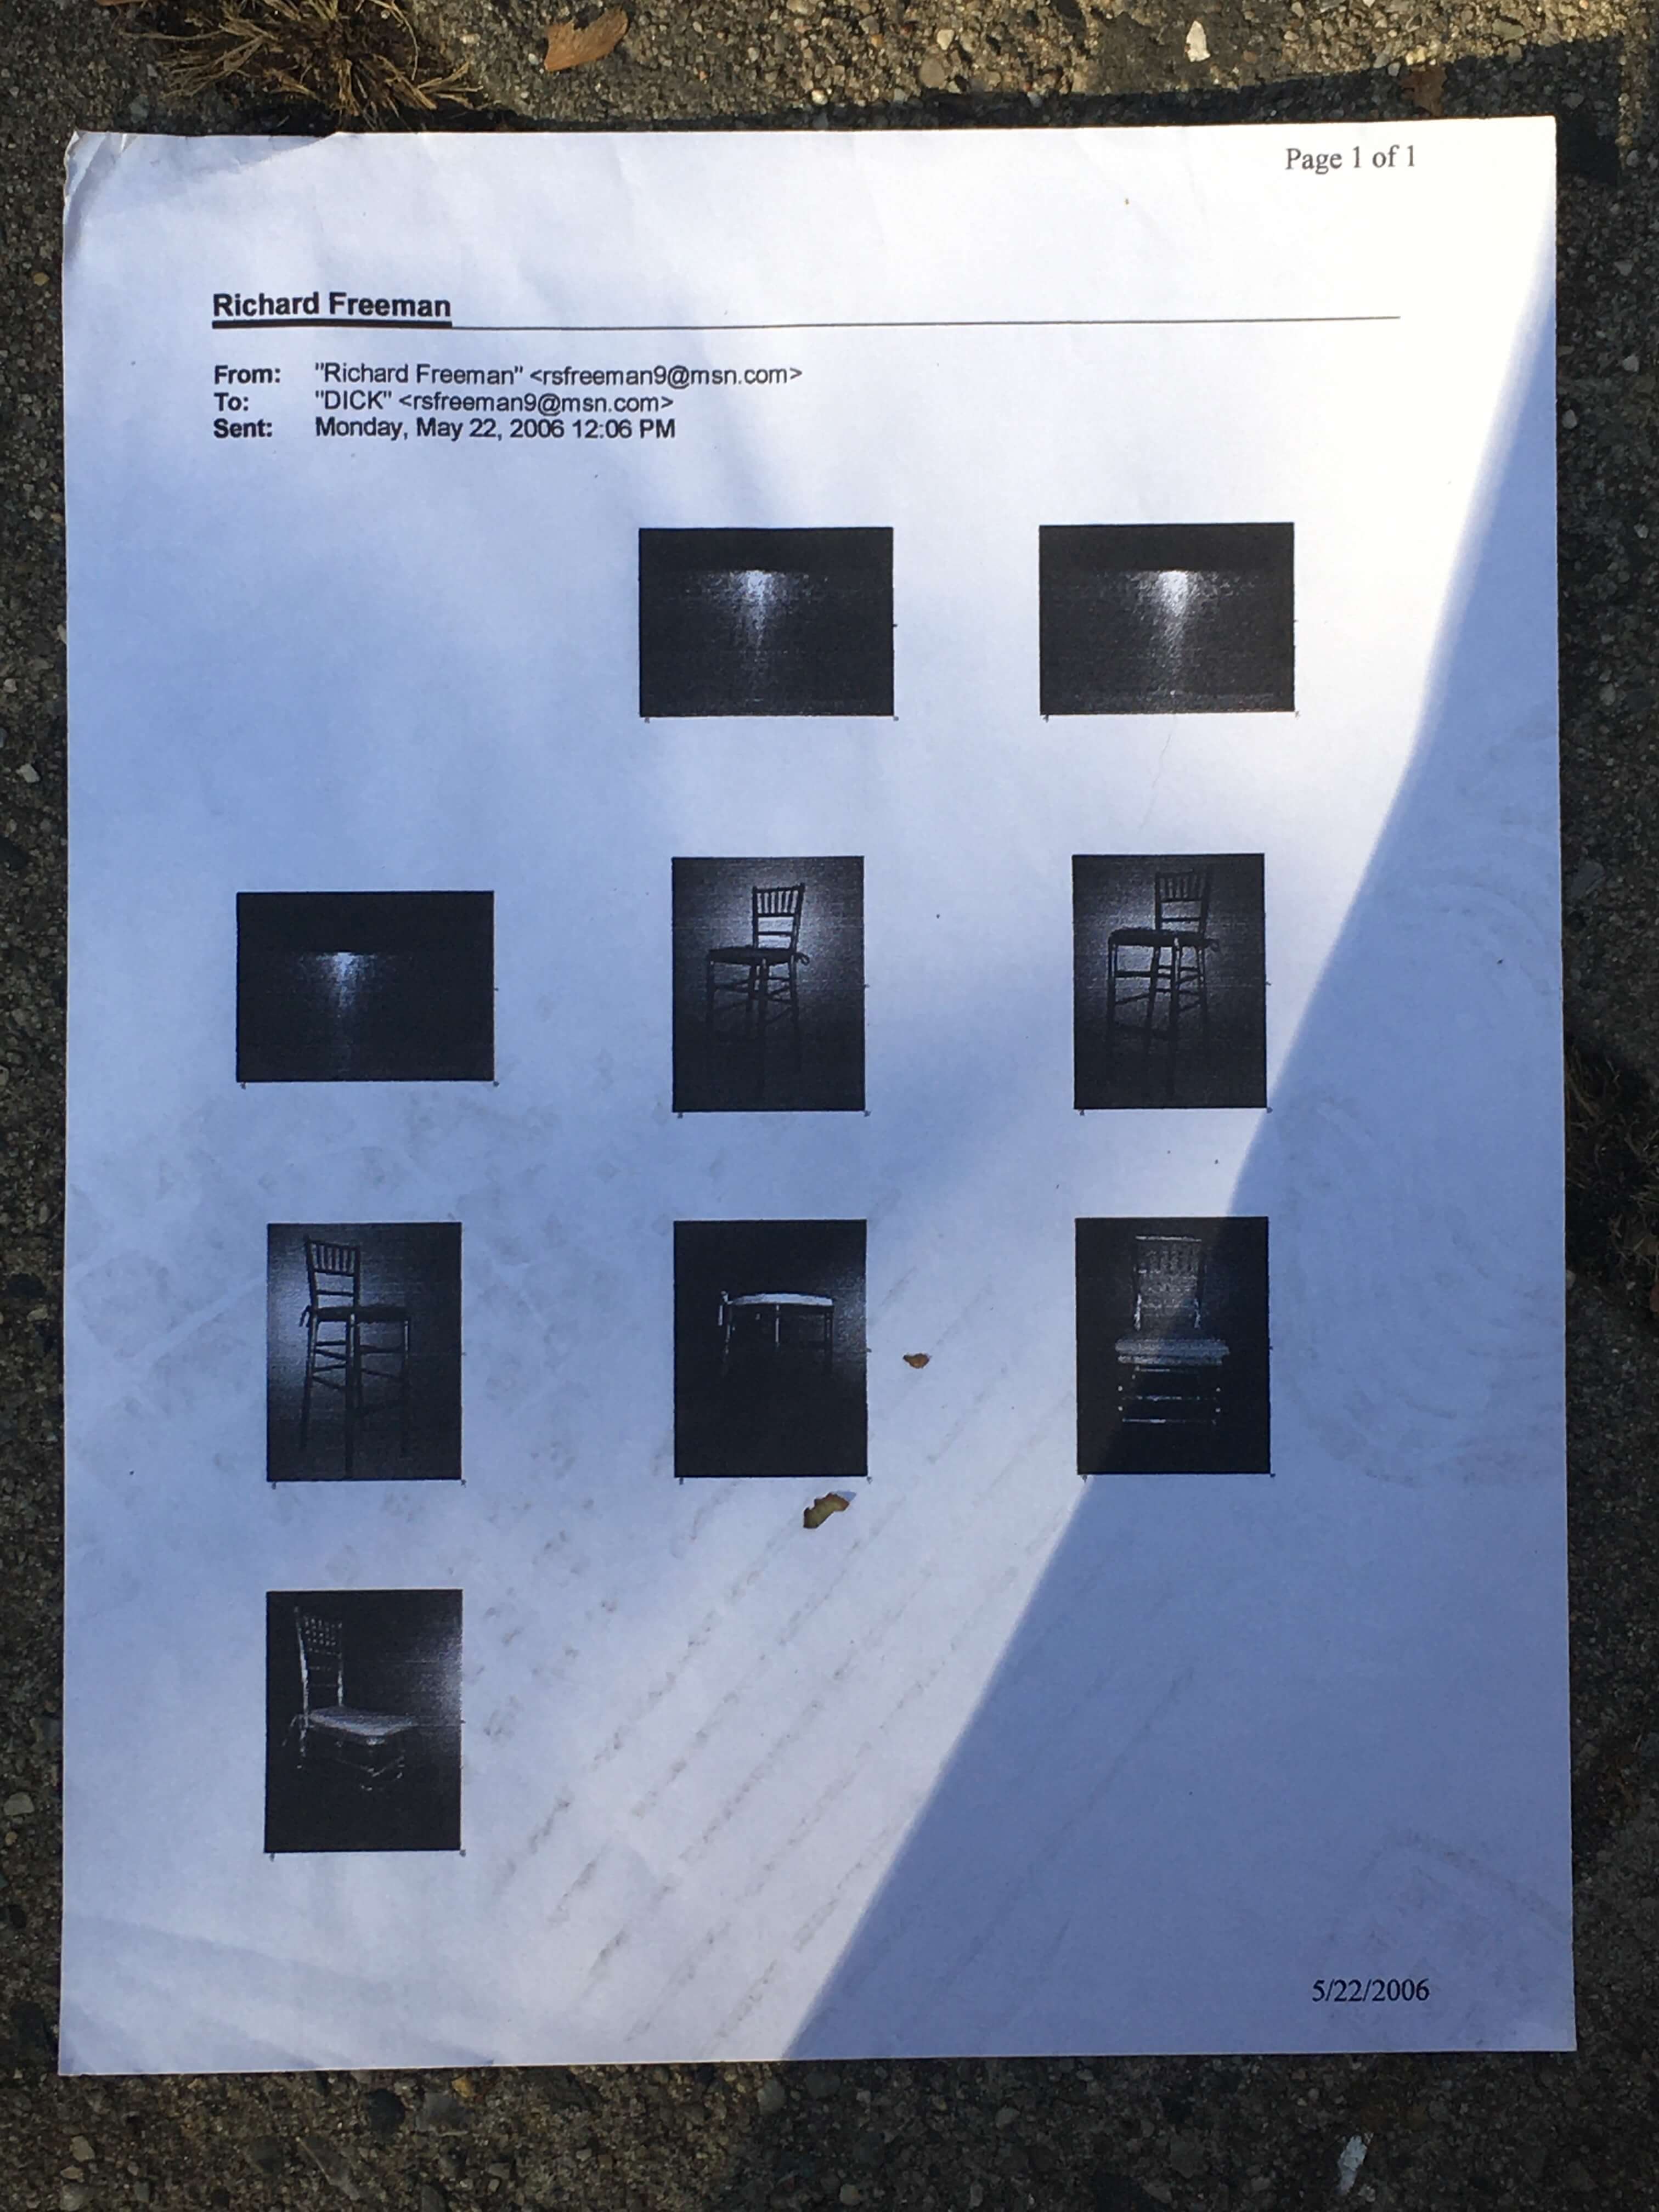 Page 1 of 1
Richard Freeman
From: "Richard Freeman" <rsfreeman9@msn.com>
To: "DICK" <rsfreeman9@msn.com>
Sent: Monday, May 22, 2006 12:06 PM
5/22/2006